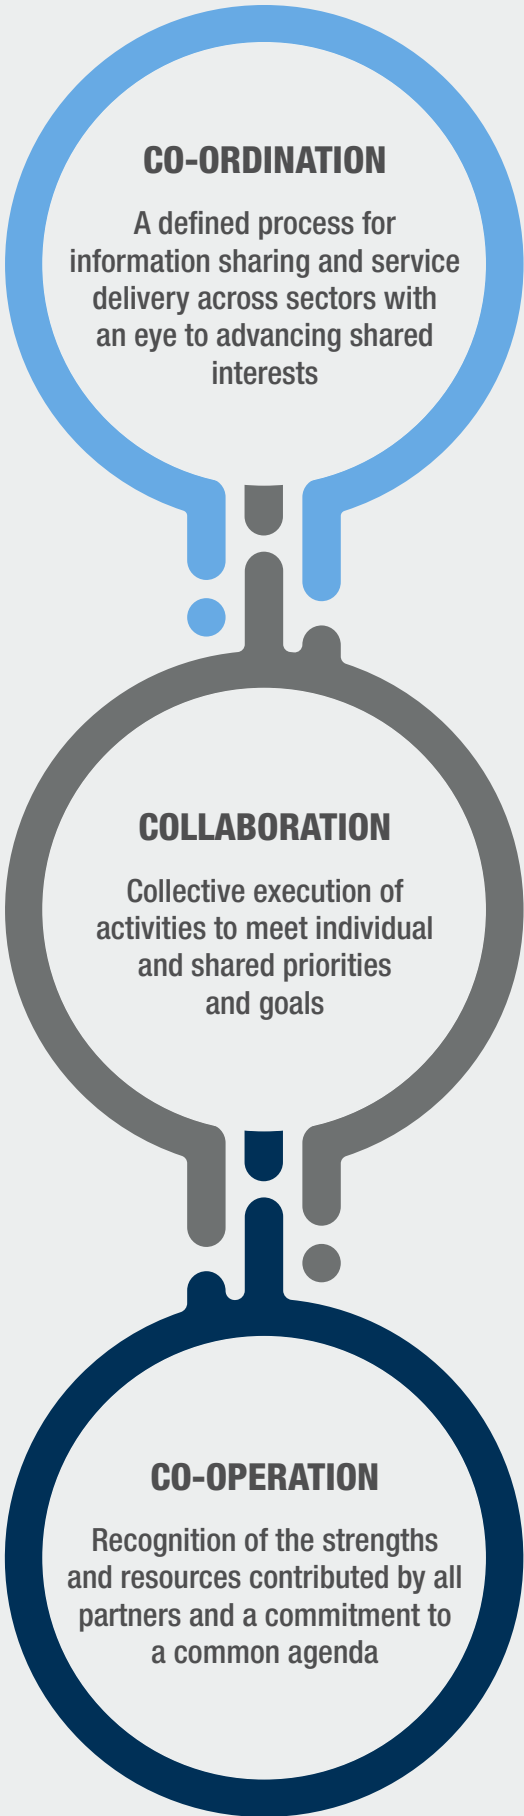 CO-ORDINATION
A defined process for
information sharing and service
delivery across sectors with
an eye to advancing shared
interests
COLLABORATION
Collective execution of
activities to meet individual
and shared priorities
and goals
CO-OPERATION
Recognition of the strengths
and resources contributed by all
partners and a commitment to
a common agenda